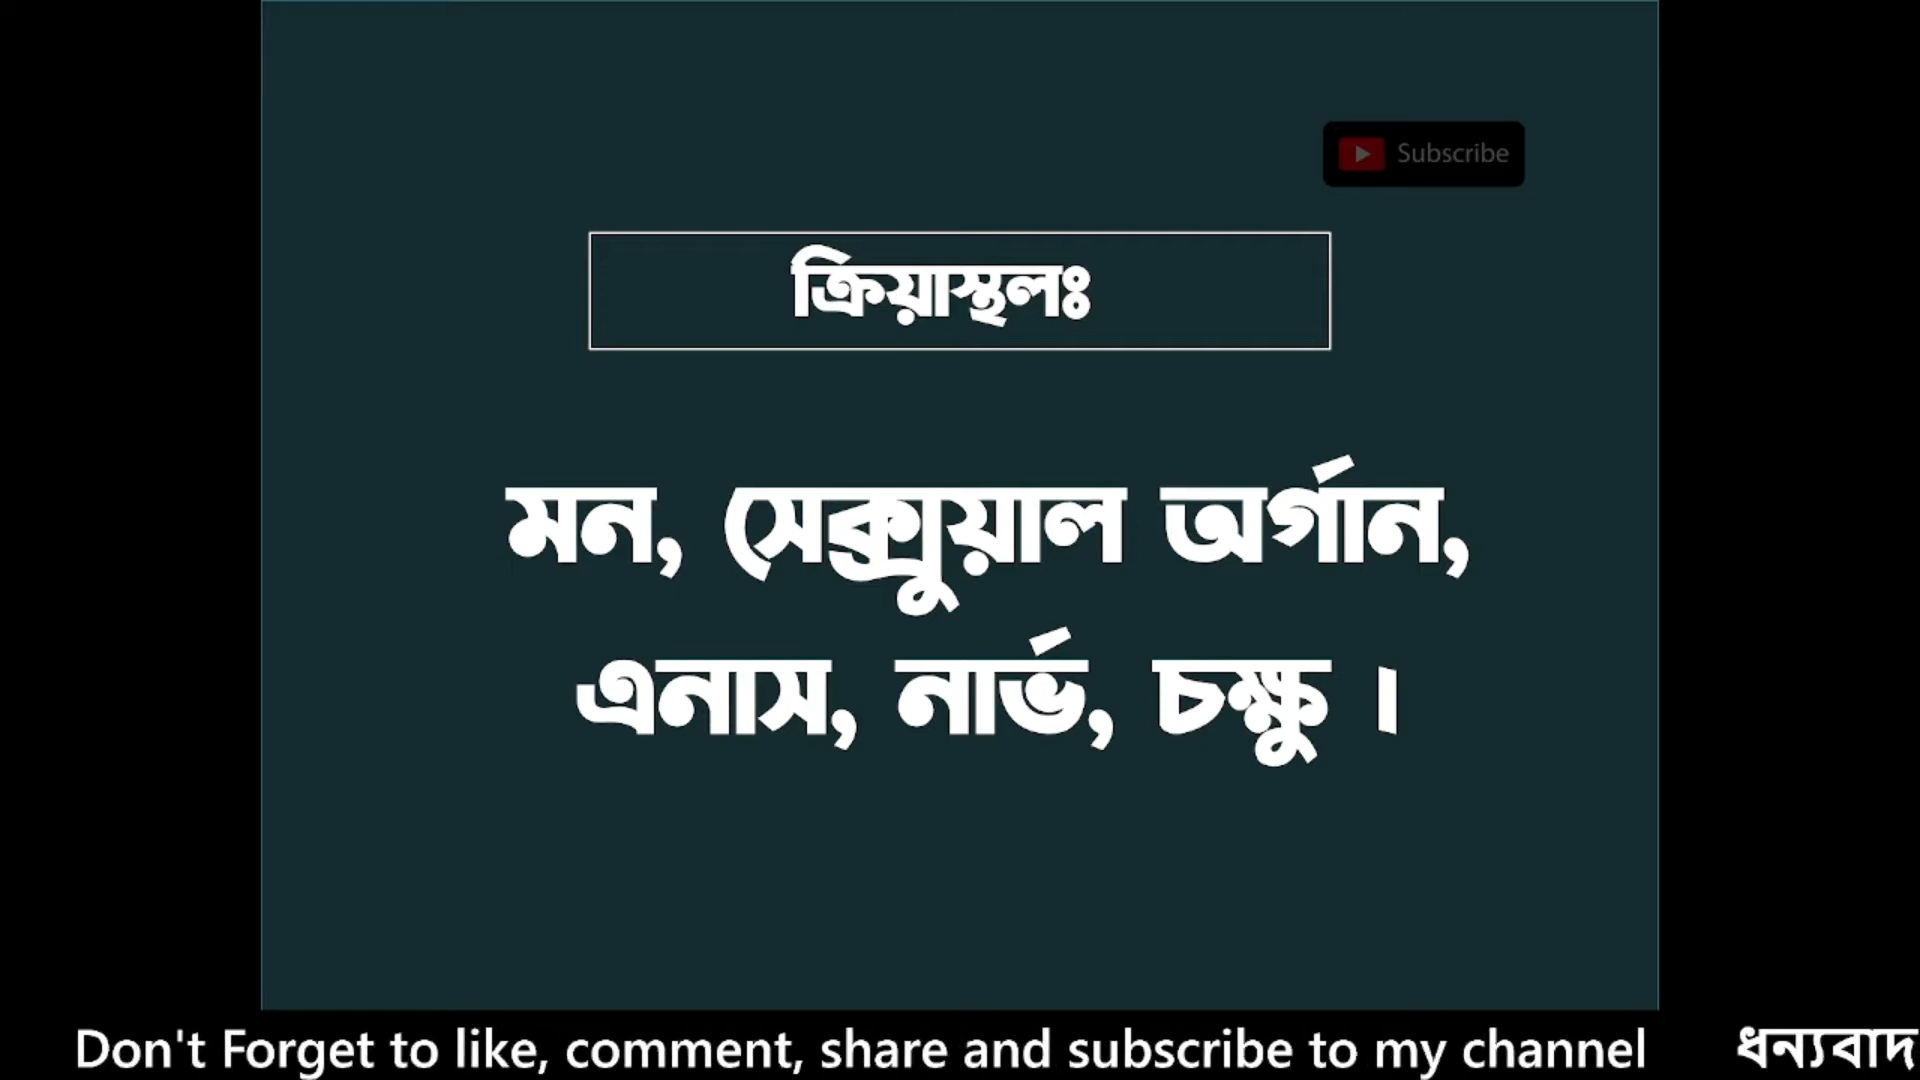 Subscribe
ক্রিয়াস্থলঃ
মন, সেক্সুয়াল অর্গান,
এনাস, নার্ভ, চক্ষু ।
Don't Forget to like, comment, share and subscribe to my channel ধন্যবাদ